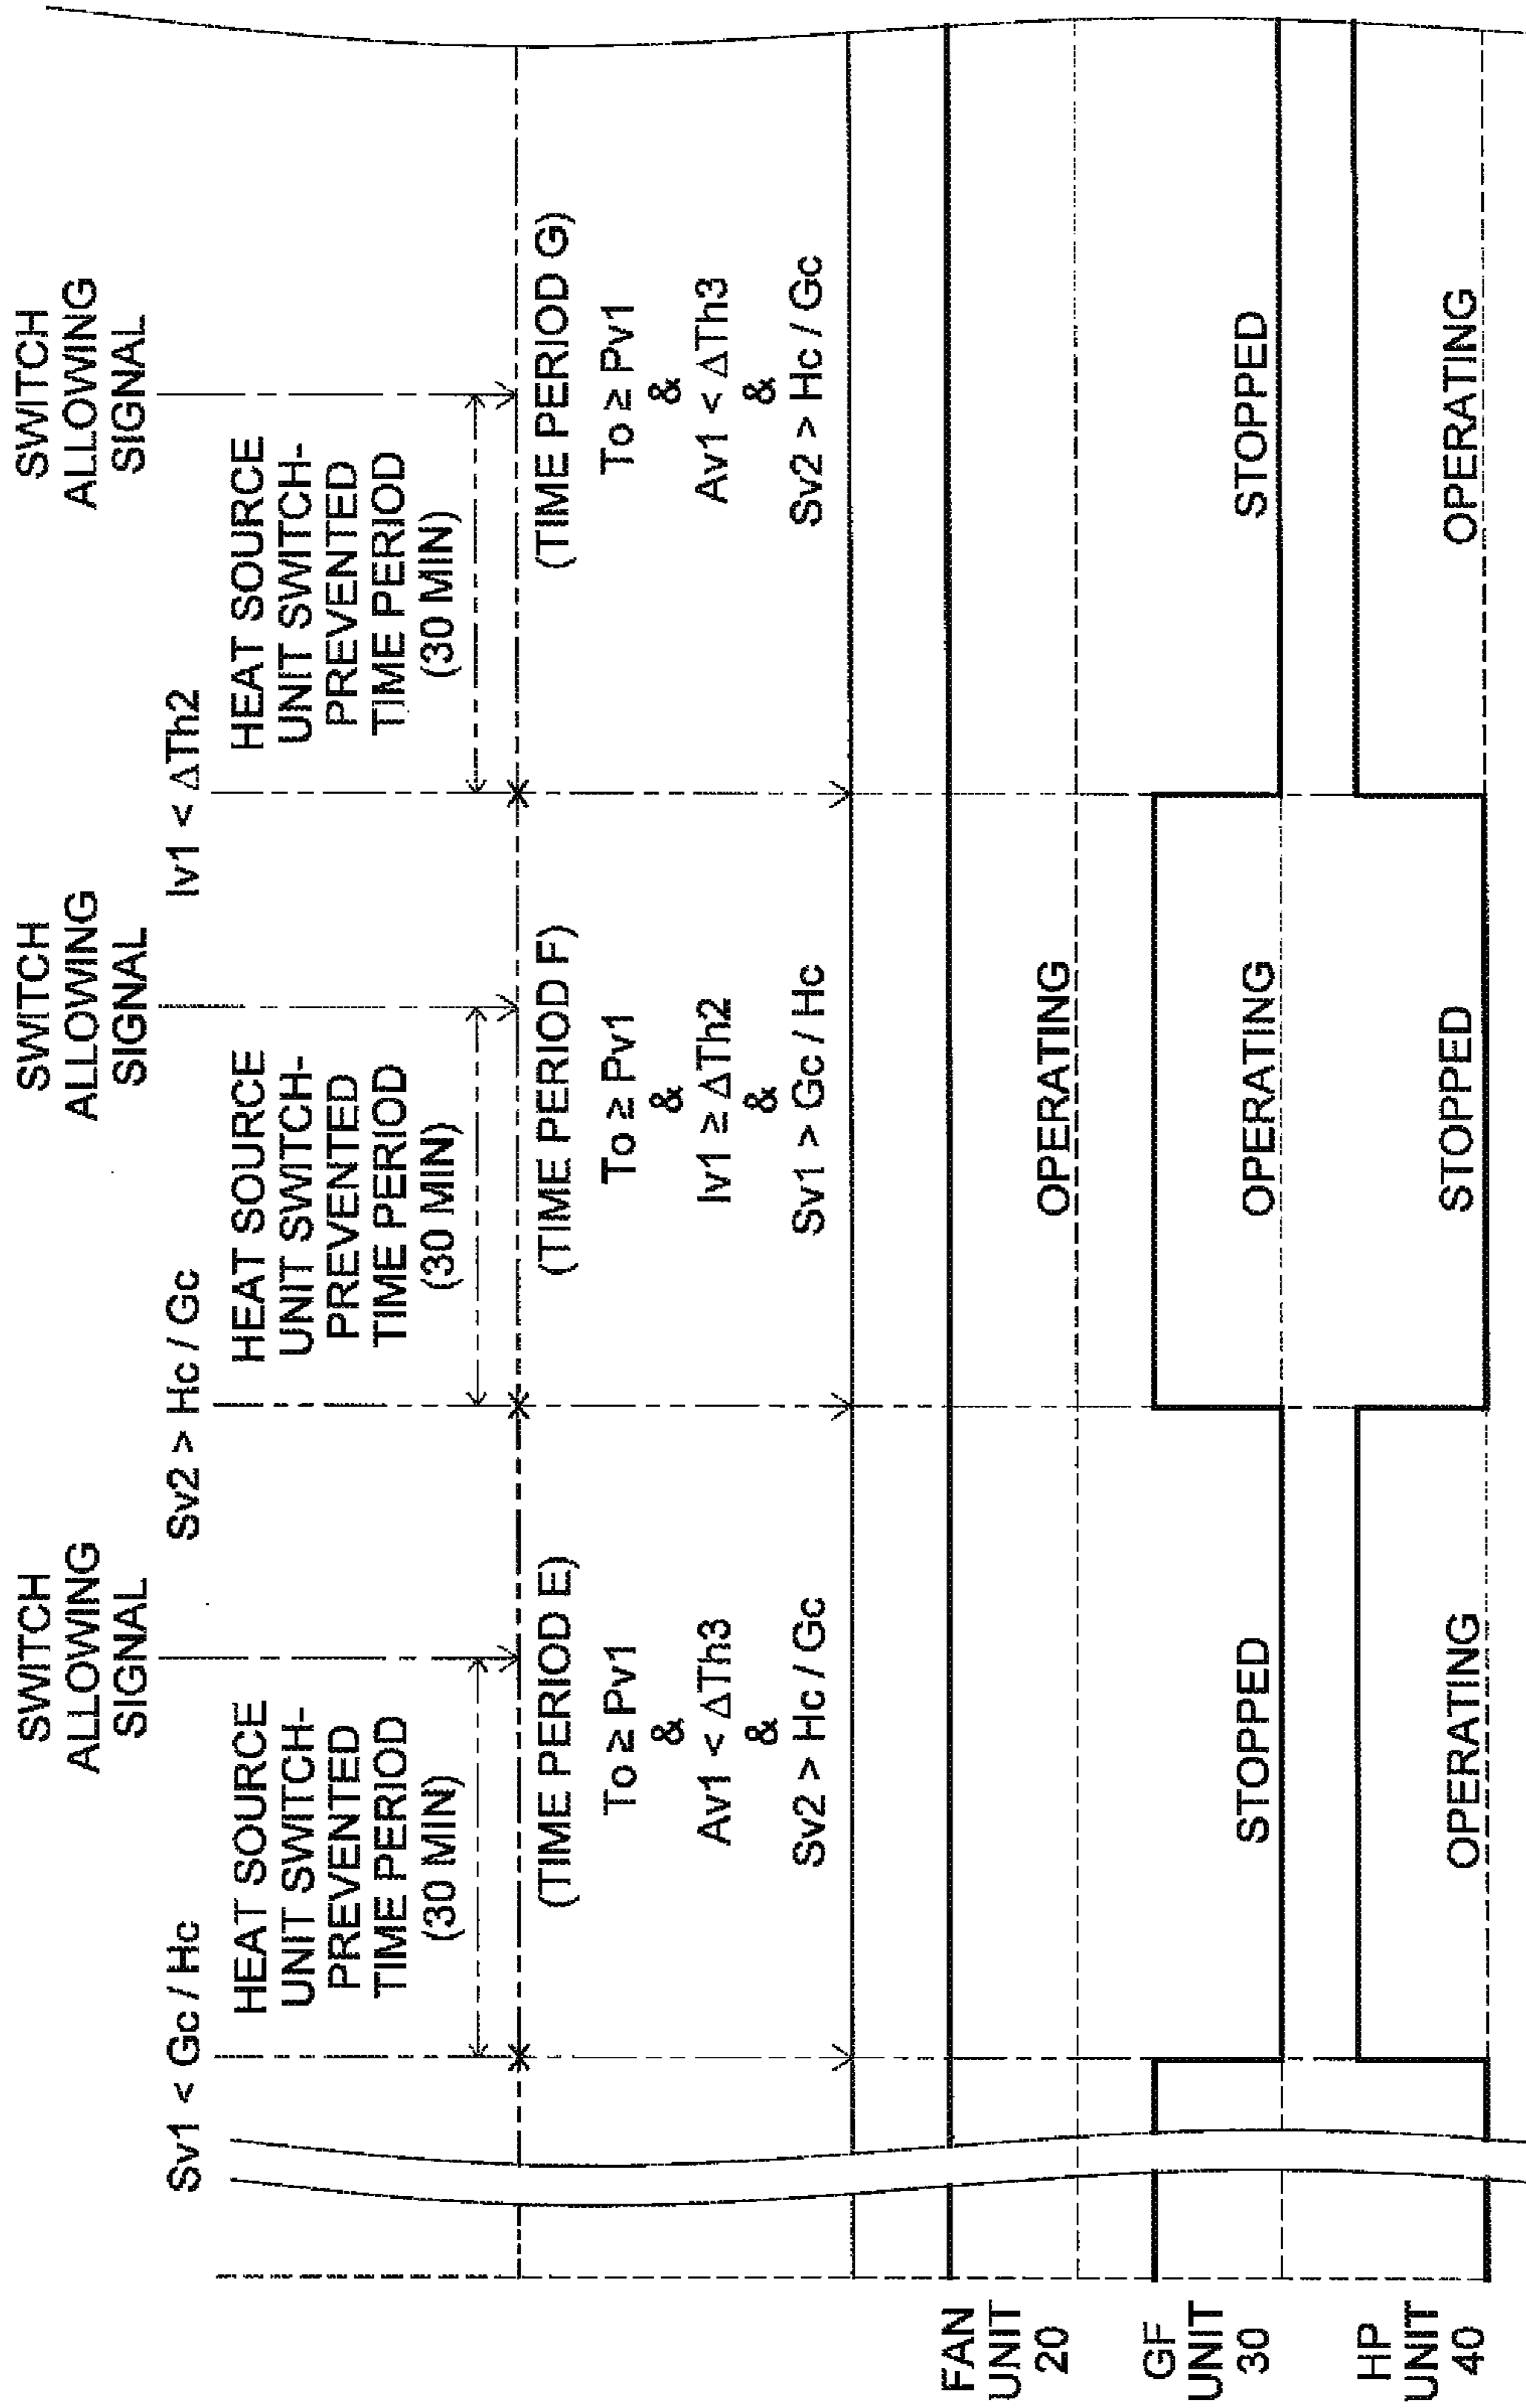 SWITCH
ALLOWING
SIGNAL
SWITCH
ALLOWING
SIGNAL
SWITCH
ALLOWING
SIGNAL
Sv1 < Gc / Hc
Sv2 > Hc / Gc
Iv1 < ΔTh2
HEAT SOURCE
UNIT SWITCH-
PREVENTED
TIME PERIOD
(30 MIN)
HEAT SOURCE
UNIT SWITCH-
PREVENTED
TIME PERIOD
(30 MIN)
HEAT SOURCE
UNIT SWITCH-
PREVENTED
TIME PERIOD
(30 MIN)
(TIME PERIOD E)
To ≥ Pv1
&
Av1 < ΔTh3
&
Sv2 > Hc / Gc
(TIME PERIOD F)
To ≥ Pv1
&
Iv1 ≥ ΔTh2
&
Sv1 > Gc / Hc
(TIME PERIOD G)
To ≥ Pv1
&
Av1 < ΔTh3
&
Sv2 > Hc / Gc
FAN
UNIT
20
OPERATING
GF
UNIT
30
STOPPED
OPERATING
STOPPED
HP
UNIT
40
OPERATING
STOPPED
OPERATING